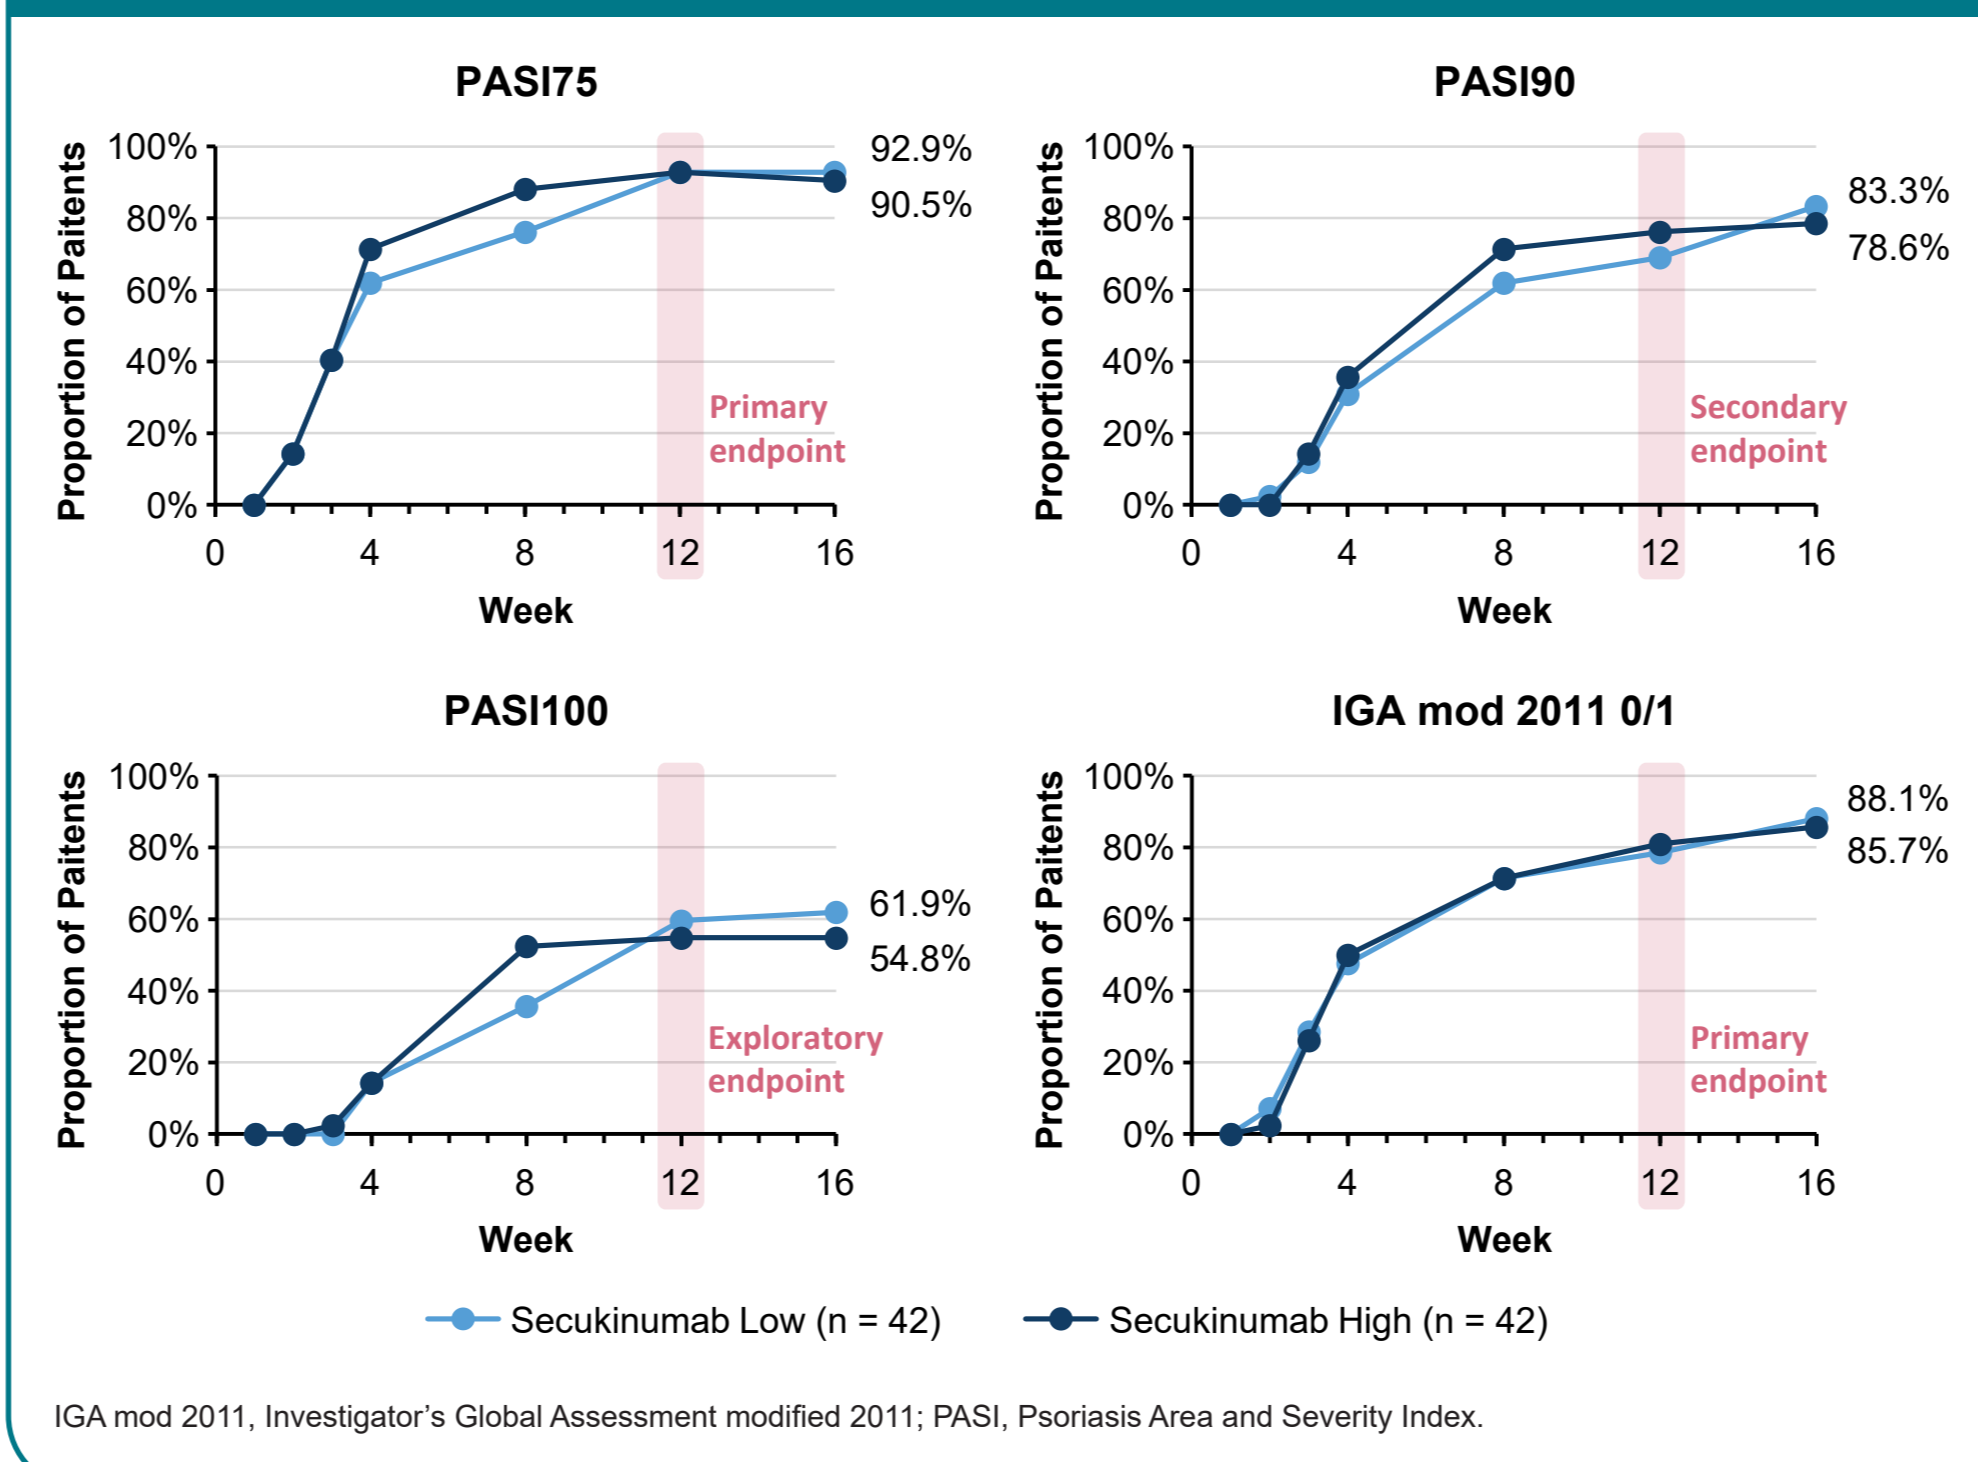 PASI75
Proportion of Paitents
100%
80%
60%
40%
20%
0%
0 4 8 12 16
Week
92.9%
90.5%
Primary
endpoint
PASI90
Proportion of Paitents
100%
80%
60%
40%
20%
0%
0 4 8 12 16
Week
83.3%
78.6%
Secondary
endpoint
PASI100
Proportion of Paitents
100%
80%
60%
40%
20%
0%
0 4 8 12 16
Week
61.9%
54.8%
Exploratory
endpoint
IGA mod 2011 0/1
Proportion of Paitents
100%
80%
60%
40%
20%
0%
0 4 8 12 16
Week
88.1%
85.7%
Primary
endpoint
Secukinumab Low (n = 42)
Secukinumab High (n = 42)
IGA mod 2011, Investigator’s Global Assessment modified 2011; PASI, Psoriasis Area and Severity Index.